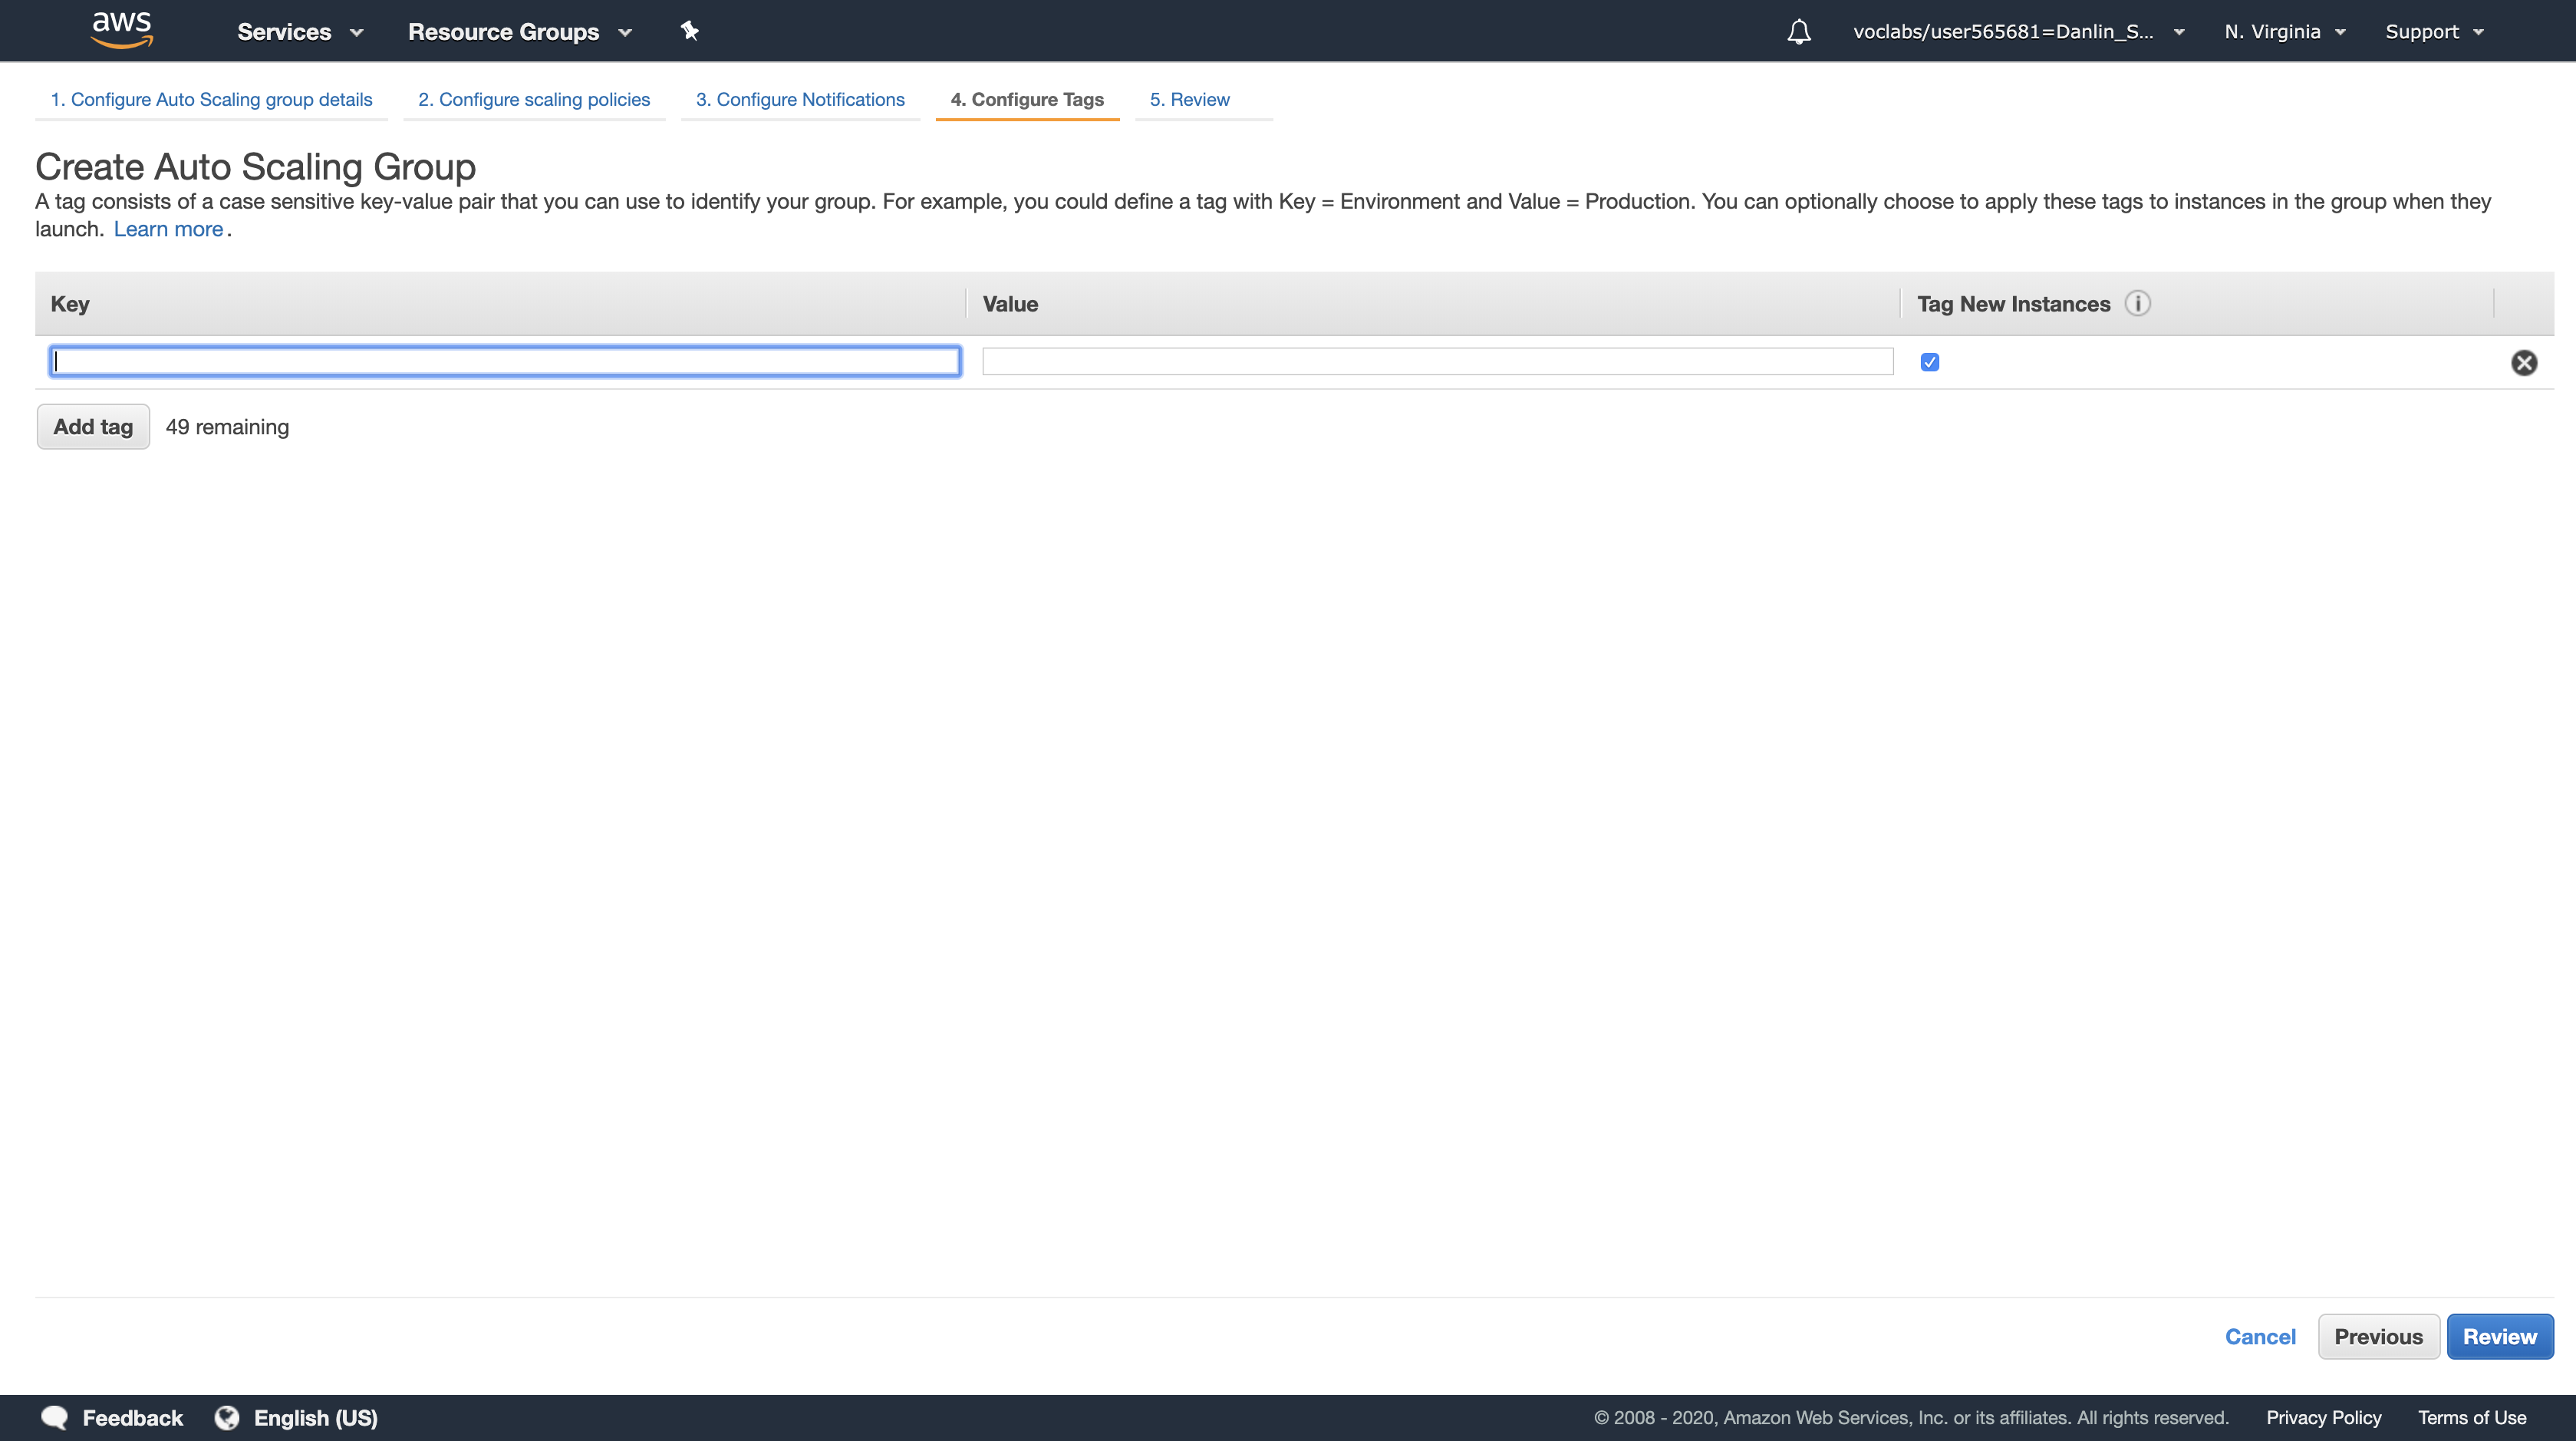 aws Services Resource Groups voclabs/user565681=Danlin_S... N. Virginia Support
1. Configure Auto Scaling group details 2. Configure scaling policies 3. Configure Notifications 4. Configure Tags 5. Review
Create Auto Scaling Group
A tag consists of a case sensitive key-value pair that you can use to identify your group. For example, you could define a tag with Key = Environment and Value = Production. You can optionally choose to apply these tags to instances in the group when they
launch. Learn more.
Key Value Tag New Instances i
Add tag 49 remaining
Cancel Previous Review
Feedback English (US) © 2008 - 2020, Amazon Web Services, Inc. or its affiliates. All rights reserved. Privacy Policy Terms of Use